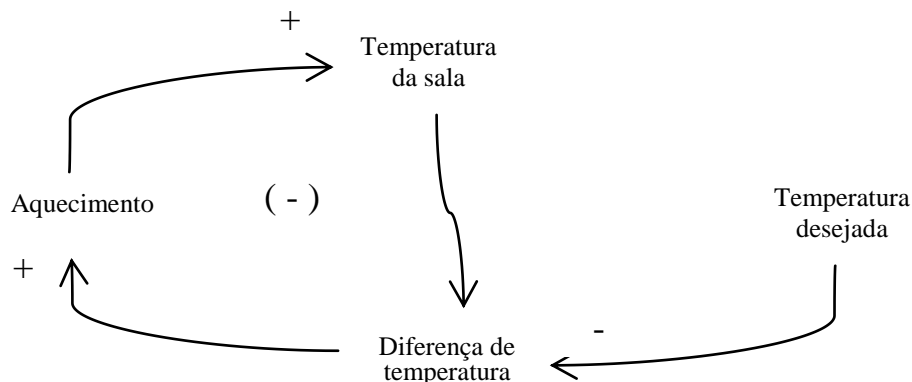 +
Temperatura
da sala
Aquecimento
( - )
Temperatura
desejada
+
-
Diferença de
temperatura